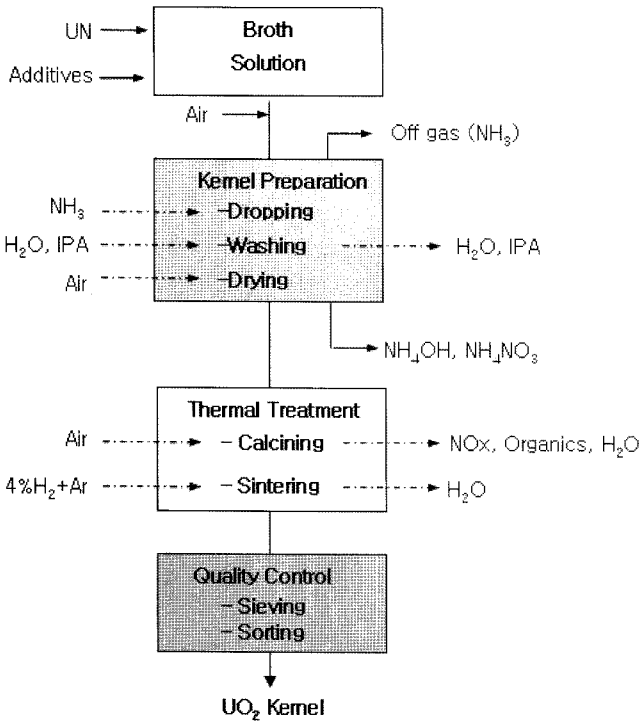 UN
Broth
Solution
Additives
Air
Off gas (NH₃)
Kernel Preparation
NH₃
–Dropping
H₂O, IPA
–Washing
H₂O, IPA
Air
–Drying
NH₄OH, NH₄NO₃
Thermal Treatment
Air
– Calcining
NOx, Organics, H₂O
4%H₂+Ar
– Sintering
H₂O
Quality Control
– Sieving
– Sorting
UO₂ Kernel